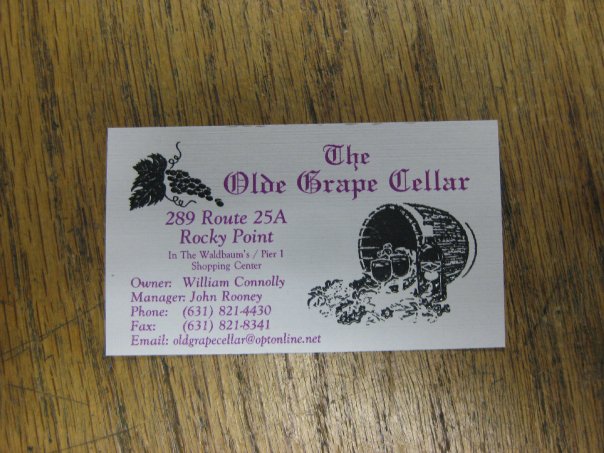 The
Olde Grape Cellar
289 Route 25A
Rocky Point
In The Waldbaum's / Pier 1
Shopping Center
Owner: William Connolly
Manager: John Rooney
Phone: (631) 821-4430
Fax: (631) 821-8341
Email: oldgrapecellar@optonline.net